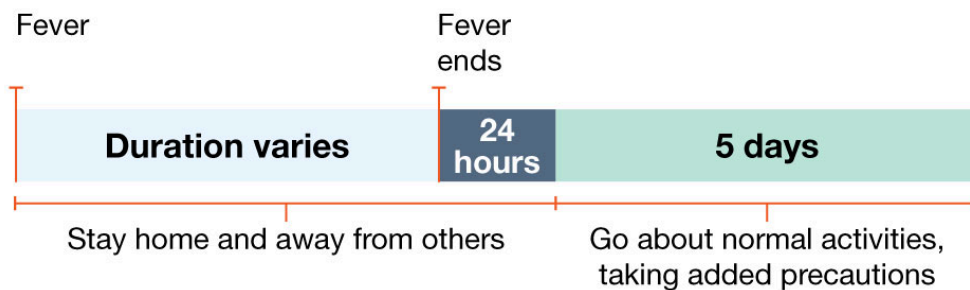 Fever
Fever
ends
Duration varies
24
hours
5 days
Stay home and away from others
Go about normal activities,
taking added precautions